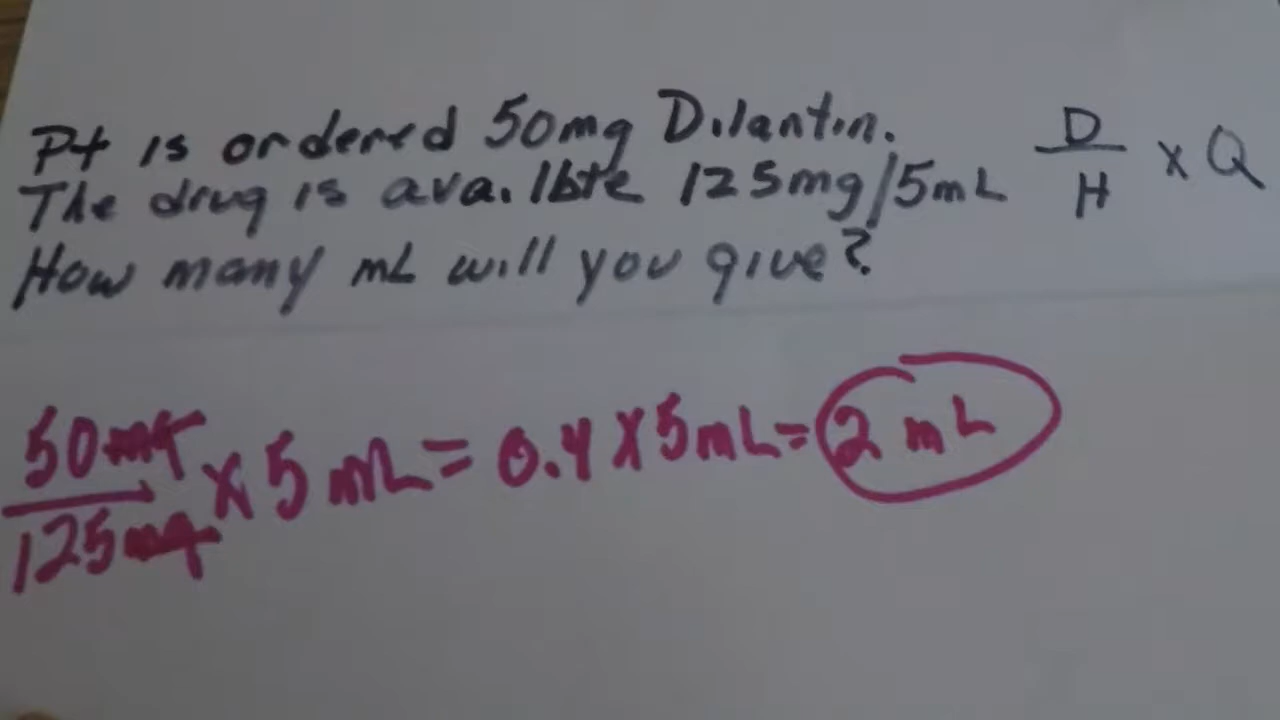 Pt is ordered 50mg Dilantin.
The drug is availbte 125mg/5mL
How many mL will you give?
D/H x Q
50mg/125mg x 5 mL = 0.4 x 5mL = 2 mL